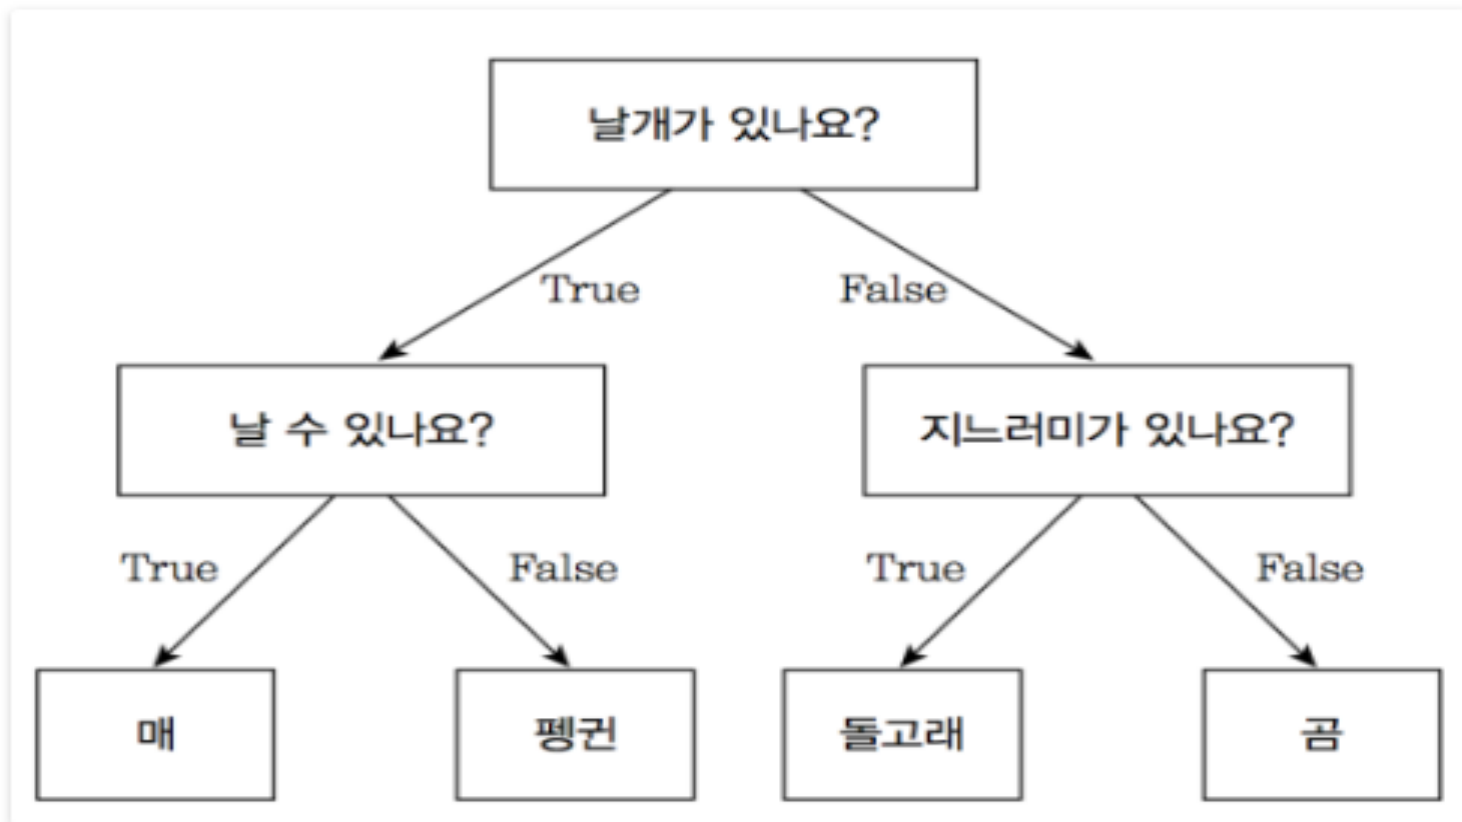 날개가 있나요?
True
False
날 수 있나요?
지느러미가 있나요?
True
False
True
False
매
펭귄
돌고래
곰